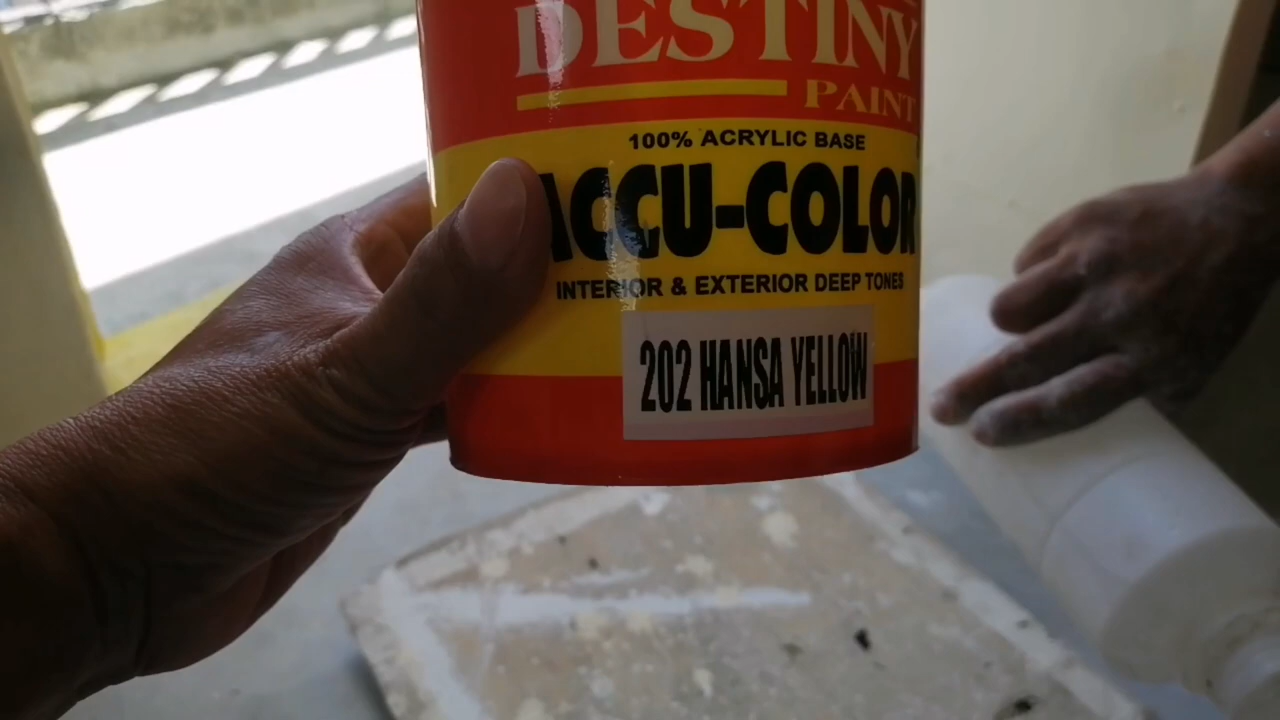 DESTINY
PAINT
100% ACRYLIC BASE
ACCU-COLOR
INTERIOR & EXTERIOR DEEP TONES
202 HANSA YELLOW